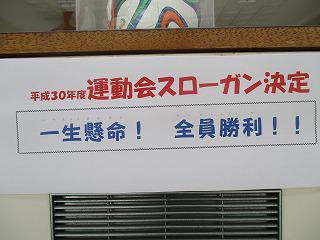 平成30年度運動会スローガン決定
一生懸命！　全員勝利！！